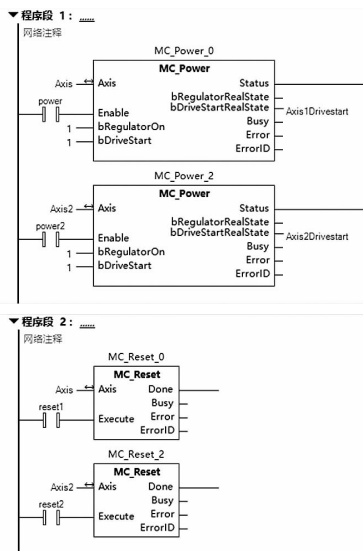 程序段 1： ......
网络注释
MC_Power_0
MC_Power
Axis Axis Status
bRegulatorRealState
power bDriveStartRealState Axis1Drivestart
Enable Busy
1 bRegulatorOn Error
1 bDriveStart ErrorID
MC_Power_2
MC_Power
Axis2 Axis Status
bRegulatorRealState
power2 bDriveStartRealState Axis2Drivestart
Enable Busy
1 bRegulatorOn Error
1 bDriveStart ErrorID
程序段 2： ......
网络注释
MC_Reset_0
MC_Reset
Axis Axis Done
Busy
reset1 Execute Error
ErrorID
MC_Reset_2
MC_Reset
Axis2 Axis Done
Busy
reset2 Execute Error
ErrorID